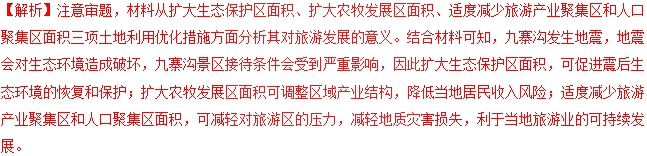 【解析】注意审题，材料从扩大生态保护区面积、扩大农牧发展区面积、适度减少旅游产业聚集区和人口
聚集区面积三项土地利用优化措施方面分析其对旅游发展的意义。结合材料可知，九寨沟发生地震，地震
会对生态环境造成破坏，九寨沟景区接待条件会受到严重影响，因此扩大生态保护区面积，可促进震后生
态环境的恢复和保护；扩大农牧发展区面积可调整区域产业结构，降低当地居民收入风险；适度减少旅游
产业聚集区和人口聚集区面积，可减轻对旅游区的压力，减轻地质灾害损失，利于当地旅游业的可持续发
展。